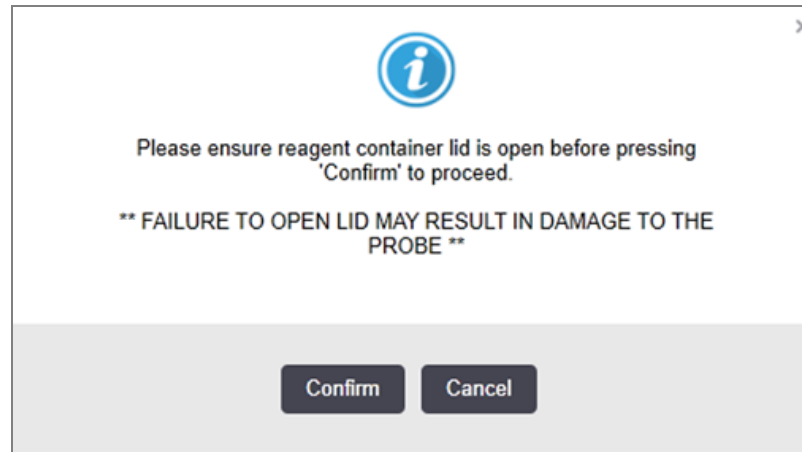 Please ensure reagent container lid is open before pressing
'Confirm' to proceed.
** FAILURE TO OPEN LID MAY RESULT IN DAMAGE TO THE
PROBE **
Confirm Cancel